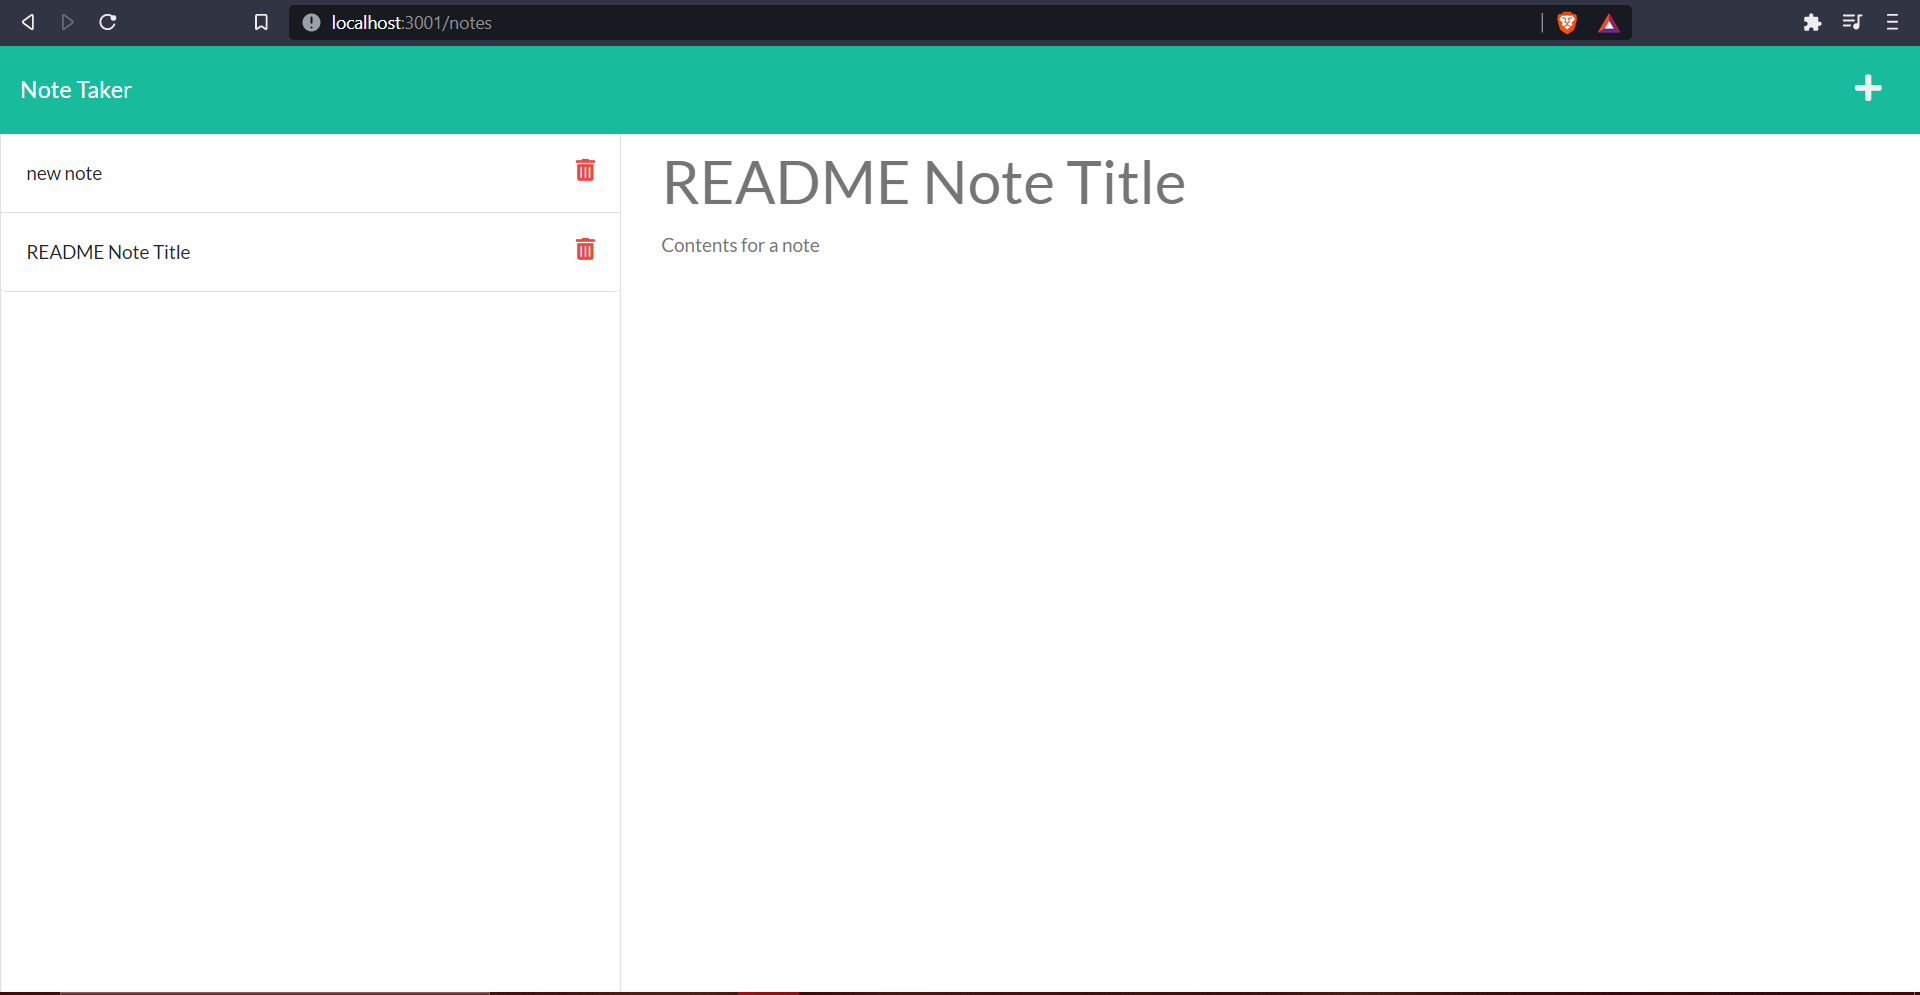 localhost:3001/notes
Note Taker
new note
README Note Title
README Note Title
Contents for a note